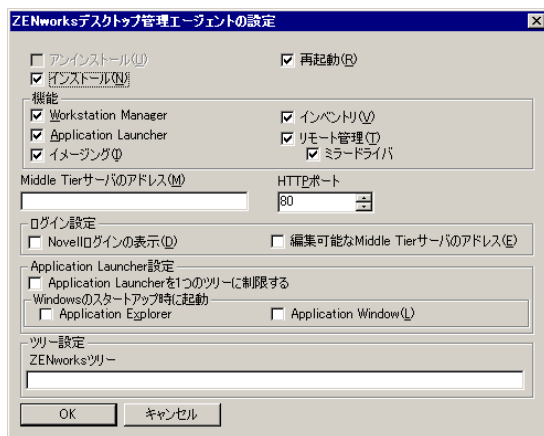 ZENworksデスクトップ管理エージェントの設定
アンインストール(U) 再起動(R)
インストール(N)
機能
Workstation Manager インベントリ(V)
Application Launcher リモート管理(T)
イメージング(I) ミラードライバ
Middle Tierサーバのアドレス(M) HTTPポート
80
ログイン設定
Novellログインの表示(D) 編集可能なMiddle Tierサーバのアドレス(E)
Application Launcher設定
Application Launcherを1つのツリーに制限する
Windowsのスタートアップ時に起動
Application Explorer Application Window(L)
ツリー設定
ZENworksツリー
OK キャンセル